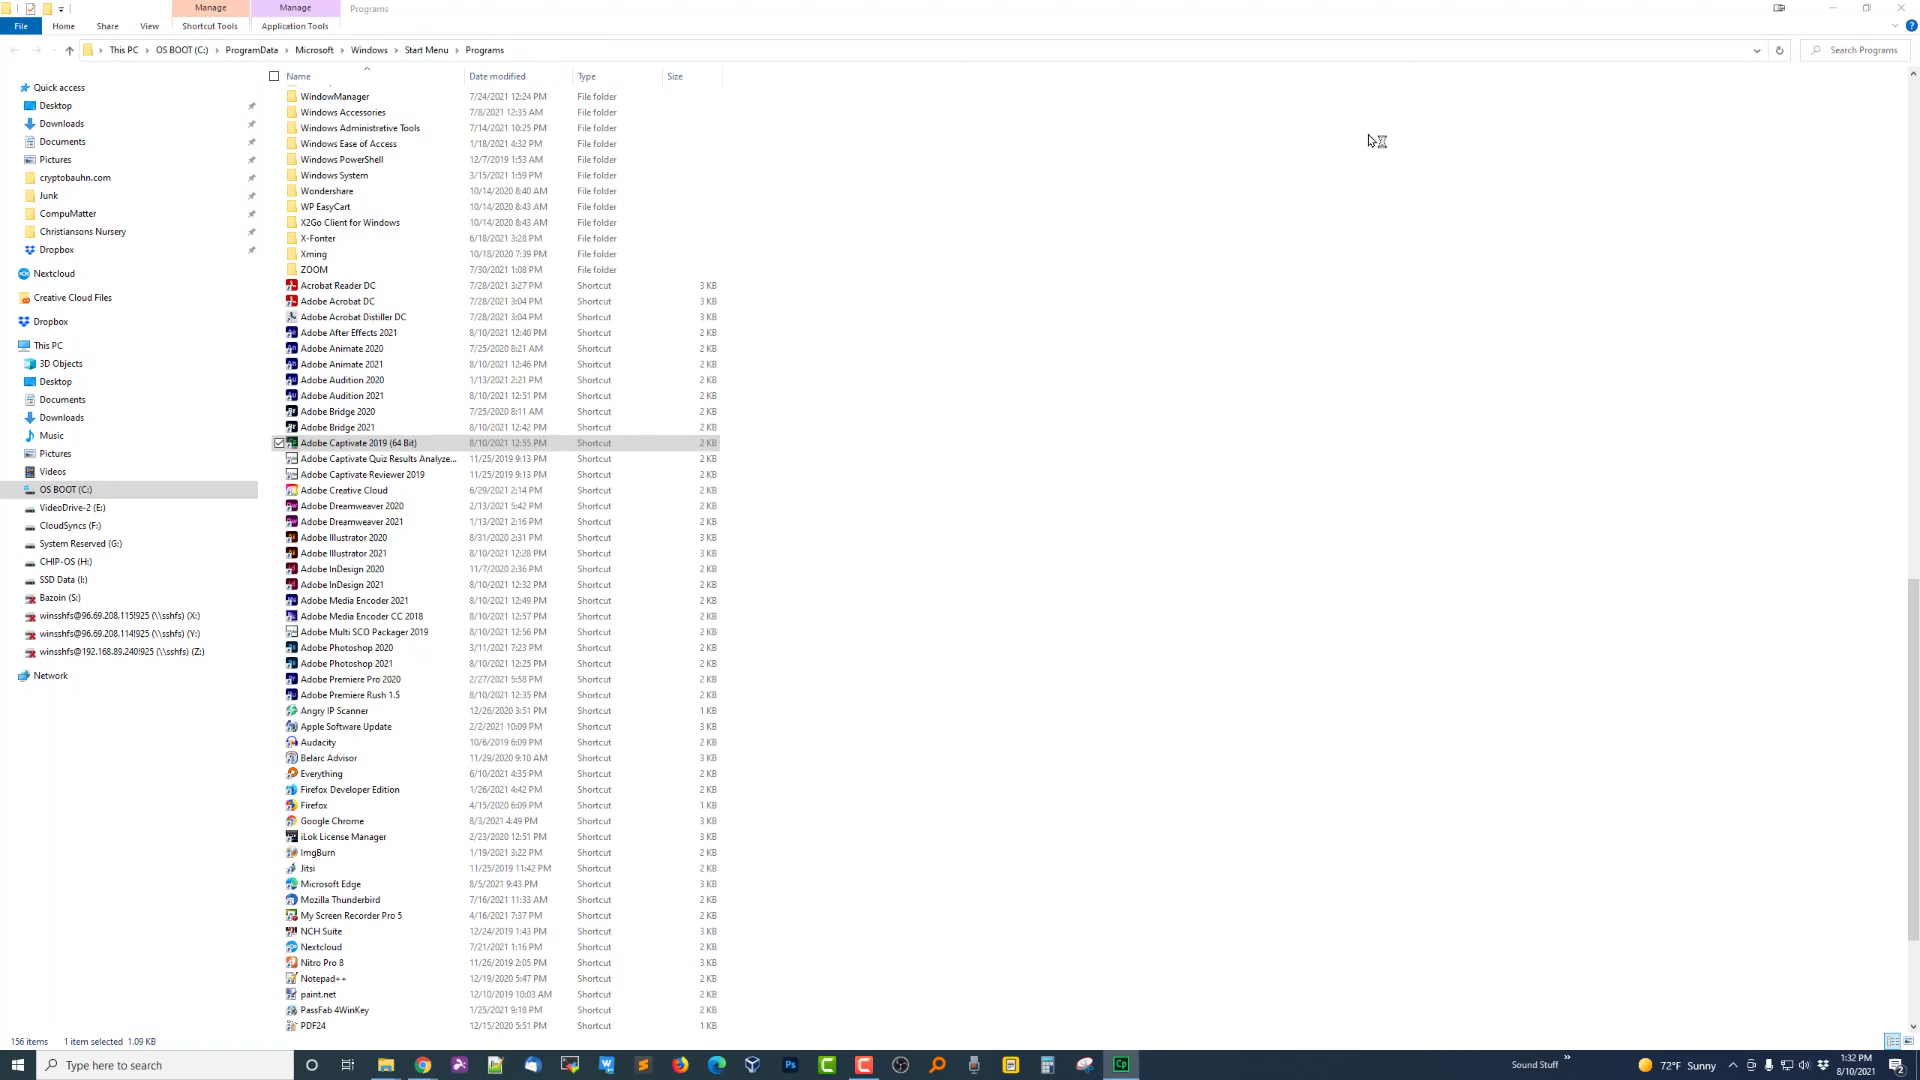 Manage Manage Programs
File Home Share View Shortcut Tools Application Tools
This PC OS BOOT (C:) ProgramData Microsoft Windows Start Menu Programs Search Programs
Quick access
Desktop
Downloads
Documents
Pictures
cryptobauhn.com
Junk
CompuMatter
Christiansons Nursery
Dropbox
Nextcloud
Creative Cloud Files
Dropbox
This PC
3D Objects
Desktop
Documents
Downloads
Music
Pictures
Videos
OS BOOT (C:)
VideoDrive-2 (E:)
CloudSyncs (F:)
System Reserved (G:)
CHIP-OS (H:)
SSD Data (I:)
Bazoin (S:)
winsshfs@96.69.208.115!925 (\\sshfs) (X:)
winsshfs@96.69.208.114!925 (\\sshfs) (Y:)
winsshfs@192.168.89.240!925 (\\sshfs) (Z:)
Network
Name Date modified Type Size
WindowManager 7/24/2021 12:24 PM File folder
Windows Accessories 7/8/2021 12:35 AM File folder
Windows Administrative Tools 7/14/2021 10:25 PM File folder
Windows Ease of Access 1/18/2021 4:32 PM File folder
Windows PowerShell 12/7/2019 1:53 AM File folder
Windows System 3/15/2021 1:59 PM File folder
Wondershare 10/14/2020 8:40 AM File folder
WP EasyCart 10/14/2020 8:43 AM File folder
X2Go Client for Windows 10/14/2020 8:43 AM File folder
X-Fonter 6/18/2021 3:28 PM File folder
Xming 10/18/2020 7:39 PM File folder
ZOOM 7/30/2021 1:08 PM File folder
Acrobat Reader DC 7/28/2021 3:27 PM Shortcut 3 KB
Adobe Acrobat DC 7/28/2021 3:04 PM Shortcut 3 KB
Adobe Acrobat Distiller DC 7/28/2021 3:04 PM Shortcut 3 KB
Adobe After Effects 2021 8/10/2021 12:40 PM Shortcut 2 KB
Adobe Animate 2020 7/25/2020 8:21 AM Shortcut 2 KB
Adobe Animate 2021 8/10/2021 12:46 PM Shortcut 2 KB
Adobe Audition 2020 1/13/2021 2:21 PM Shortcut 2 KB
Adobe Audition 2021 8/10/2021 12:51 PM Shortcut 2 KB
Adobe Bridge 2020 7/25/2020 8:11 AM Shortcut 2 KB
Adobe Bridge 2021 8/10/2021 12:42 PM Shortcut 2 KB
Adobe Captivate 2019 (64 Bit) 8/10/2021 12:55 PM Shortcut 2 KB
Adobe Captivate Quiz Results Analyze... 11/25/2019 9:13 PM Shortcut 2 KB
Adobe Captivate Reviewer 2019 11/25/2019 9:13 PM Shortcut 2 KB
Adobe Creative Cloud 6/29/2021 2:14 PM Shortcut 2 KB
Adobe Dreamweaver 2020 2/13/2021 5:42 PM Shortcut 2 KB
Adobe Dreamweaver 2021 1/13/2021 2:16 PM Shortcut 2 KB
Adobe Illustrator 2020 8/31/2020 2:31 PM Shortcut 2 KB
Adobe Illustrator 2021 8/10/2021 12:28 PM Shortcut 2 KB
Adobe InDesign 2020 11/7/2020 2:36 PM Shortcut 2 KB
Adobe InDesign 2021 8/10/2021 12:32 PM Shortcut 2 KB
Adobe Media Encoder 2021 8/10/2021 12:49 PM Shortcut 2 KB
Adobe Media Encoder CC 2018 8/10/2021 12:57 PM Shortcut 2 KB
Adobe Multi SCO Packager 2019 8/10/2021 12:56 PM Shortcut 2 KB
Adobe Photoshop 2020 3/11/2021 7:23 PM Shortcut 2 KB
Adobe Photoshop 2021 8/10/2021 12:25 PM Shortcut 2 KB
Adobe Premiere Pro 2020 2/27/2021 5:58 PM Shortcut 2 KB
Adobe Premiere Rush 1.5 8/10/2021 12:35 PM Shortcut 2 KB
Angry IP Scanner 12/26/2020 3:51 PM Shortcut 1 KB
Apple Software Update 2/2/2021 10:09 PM Shortcut 3 KB
Audacity 10/6/2019 6:09 PM Shortcut 2 KB
Belarc Advisor 11/29/2020 9:10 AM Shortcut 3 KB
Everything 6/10/2021 4:35 PM Shortcut 2 KB
Firefox Developer Edition 1/26/2021 4:42 PM Shortcut 2 KB
Firefox 4/15/2020 6:09 PM Shortcut 1 KB
Google Chrome 8/3/2021 4:49 PM Shortcut 3 KB
iLok License Manager 2/23/2020 12:51 PM Shortcut 3 KB
ImgBurn 1/19/2021 3:22 PM Shortcut 2 KB
Jitsi 11/25/2019 11:42 PM Shortcut 2 KB
Microsoft Edge 8/5/2021 9:43 PM Shortcut 3 KB
Mozilla Thunderbird 7/16/2021 11:33 AM Shortcut 2 KB
My Screen Recorder Pro 5 4/16/2021 7:37 PM Shortcut 2 KB
NCH Suite 12/24/2019 1:43 PM Shortcut 2 KB
Nextcloud 7/21/2021 1:16 PM Shortcut 2 KB
Nitro Pro 8 11/26/2019 2:05 PM Shortcut 3 KB
Notepad++ 12/19/2020 5:47 PM Shortcut 2 KB
paint.net 12/10/2019 10:03 AM Shortcut 2 KB
PassFab 4WinKey 1/25/2021 9:18 PM Shortcut 2 KB
PDF24 12/15/2020 5:51 PM Shortcut 1 KB
156 items 1 item selected 1.09 KB
Type here to search Ps Cp Sound Stuff 72°F Sunny 1:32 PM
8/10/2021